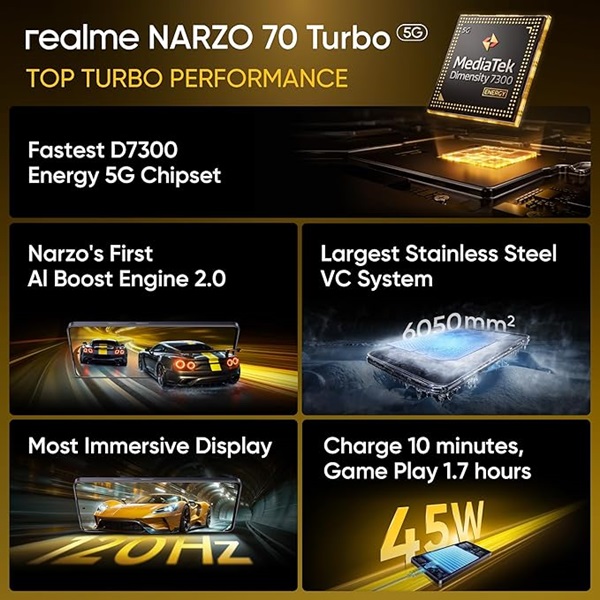 realme NARZO 70 Turbo 5G
TOP TURBO PERFORMANCE
5G
MediaTek
Dimensity 7300
ENERGY
Fastest D7300
Energy 5G Chipset
Narzo's First
AI Boost Engine 2.0
Largest Stainless Steel
VC System
6050mm²
Most Immersive Display
120Hz
Charge 10 minutes,
Game Play 1.7 hours
45W